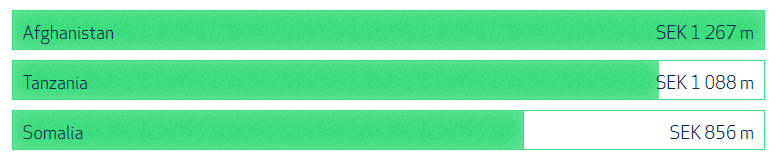 Afghanistan SEK 1 267 m
Tanzania SEK 1 088 m
Somalia SEK 856 m